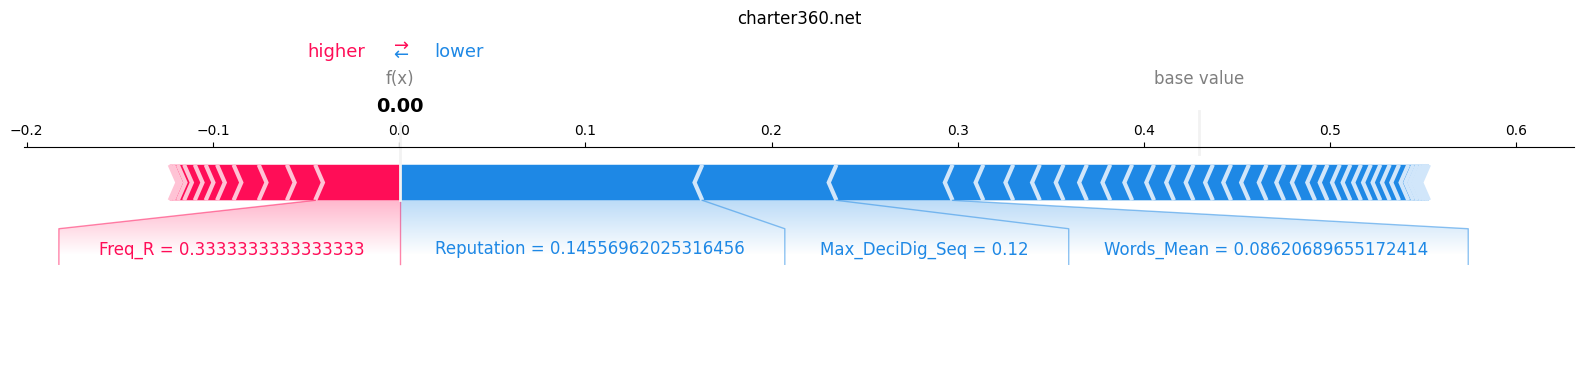 charter360.net
higher ⇄ lower
f(x) base value
0.00
−0.2 −0.1 0.0 0.1 0.2 0.3 0.4 0.5 0.6
Freq_R = 0.3333333333333333 Reputation = 0.14556962025316456 Max_DeciDig_Seq = 0.12 Words_Mean = 0.08620689655172414